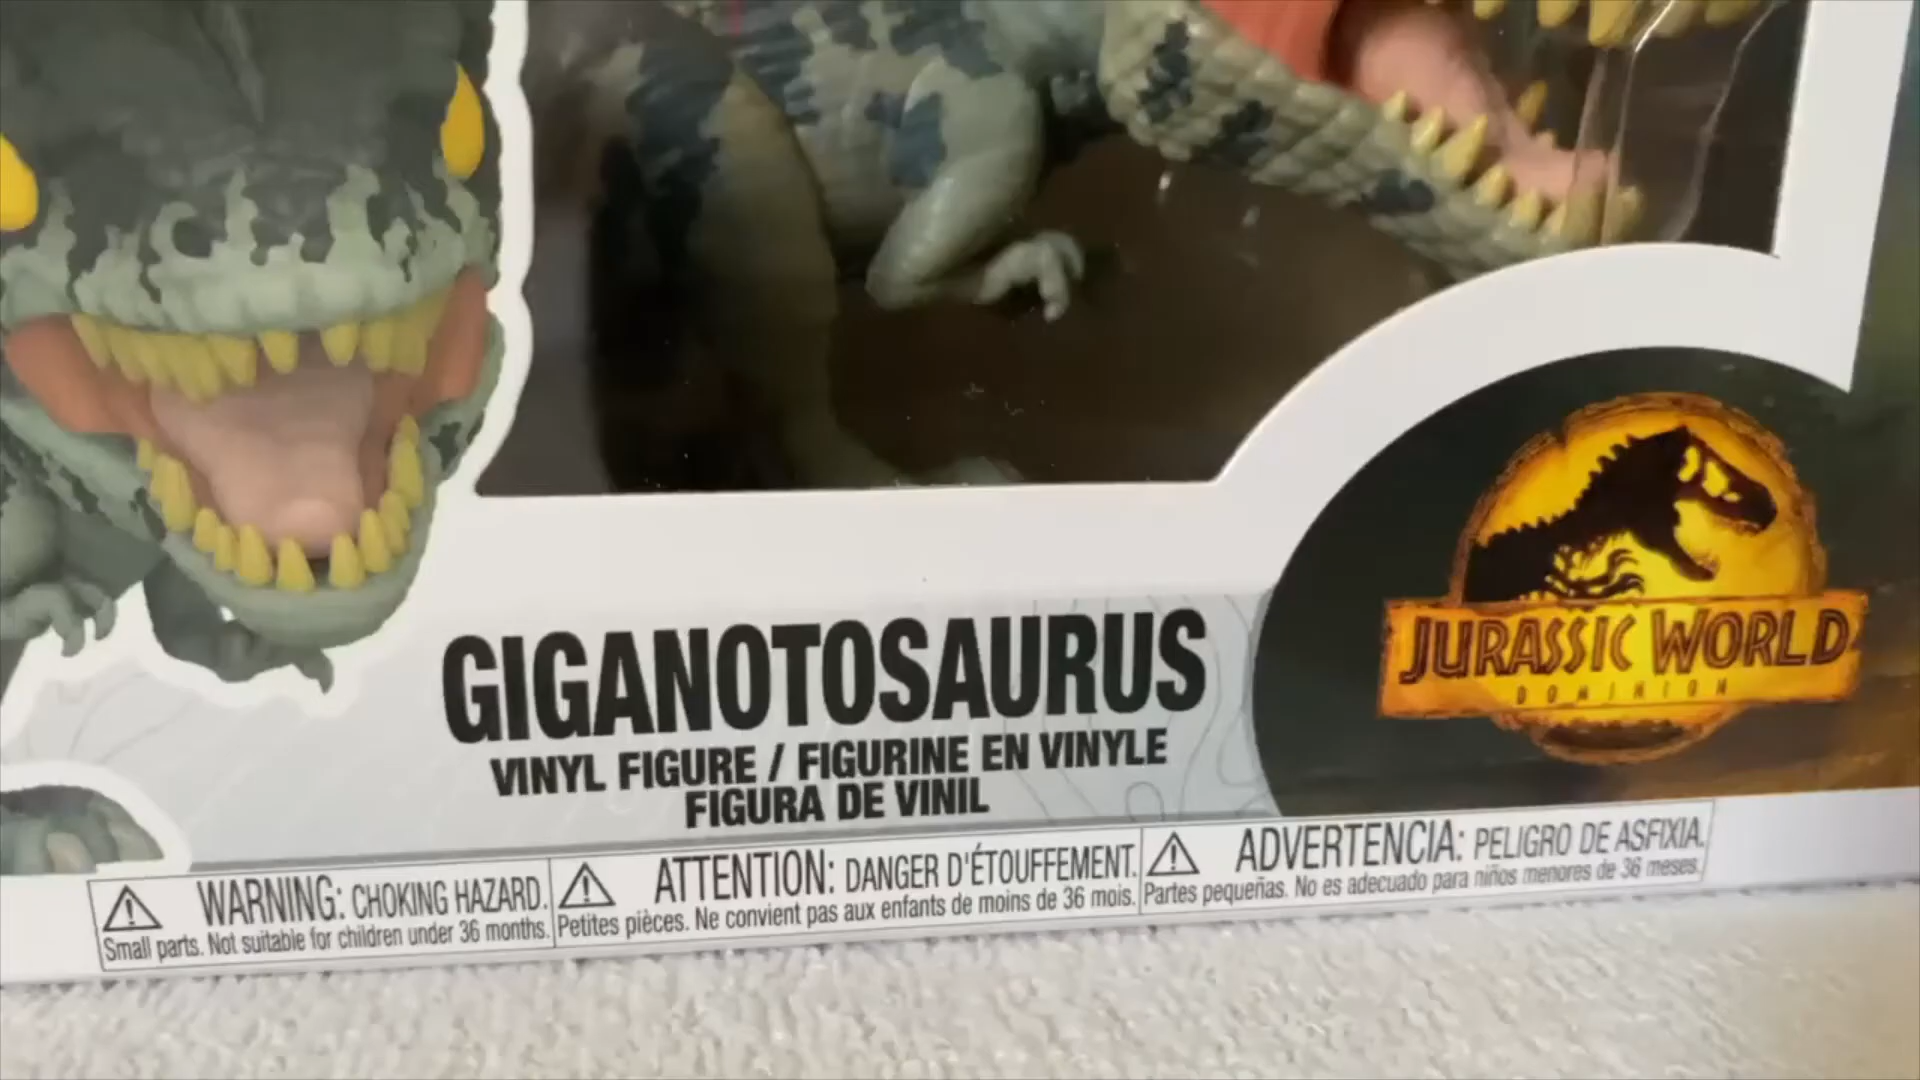 JURASSIC WORLD
DOMINION
GIGANOTOSAURUS
VINYL FIGURE / FIGURINE EN VINYLE
FIGURA DE VINIL
WARNING: CHOKING HAZARD.
Small parts. Not suitable for children under 36 months.
ATTENTION: DANGER D'ÉTOUFFEMENT.
Petites pièces. Ne convient pas aux enfants de moins de 36 mois.
ADVERTENCIA: PELIGRO DE ASFIXIA.
Partes pequeñas. No es adecuado para niños menores de 36 meses.